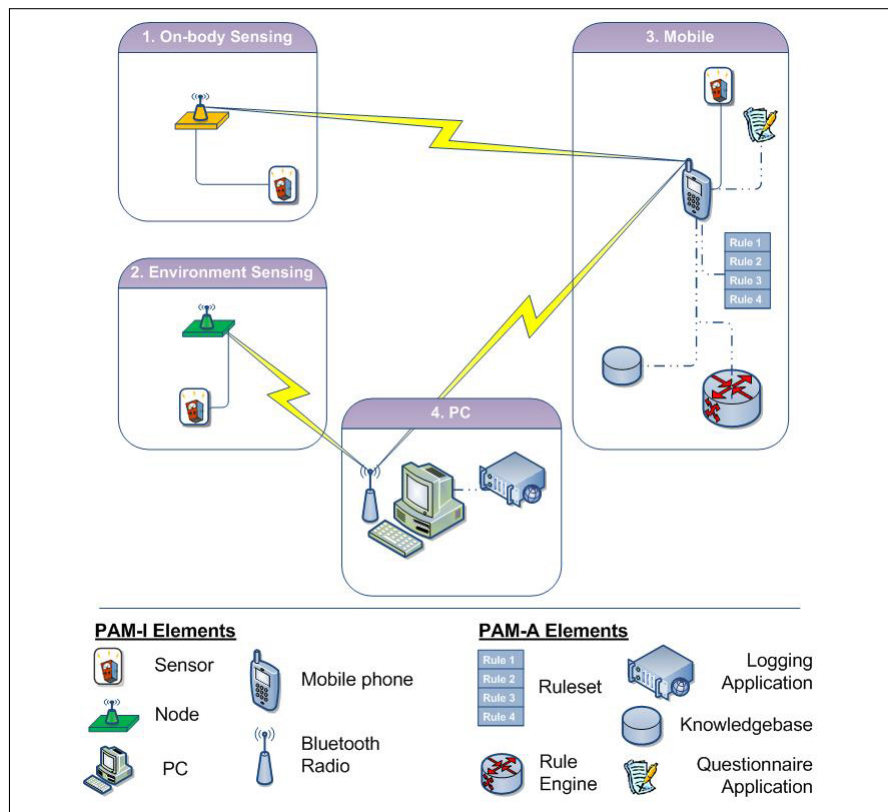 1. On-body Sensing
3. Mobile
Rule 1
Rule 2
Rule 3
Rule 4
2. Environment Sensing
4. PC
PAM-I Elements
Sensor
Node
PC
Mobile phone
Bluetooth
Radio
PAM-A Elements
Rule 1
Rule 2
Rule 3
Rule 4
Ruleset
Rule
Engine
Logging
Application
Knowledgebase
Questionnaire
Application